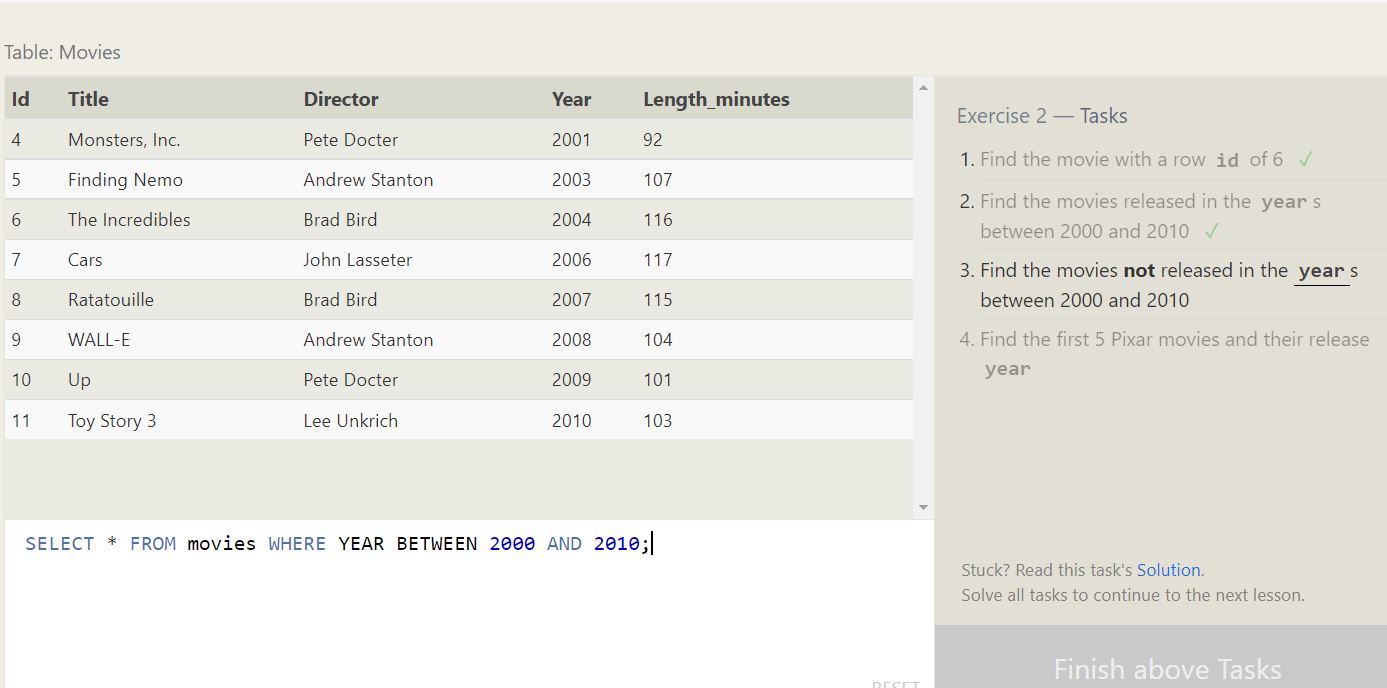 Table: Movies
Id Title Director Year Length_minutes
4 Monsters, Inc. Pete Docter 2001 92
5 Finding Nemo Andrew Stanton 2003 107
6 The Incredibles Brad Bird 2004 116
7 Cars John Lasseter 2006 117
8 Ratatouille Brad Bird 2007 115
9 WALL-E Andrew Stanton 2008 104
10 Up Pete Docter 2009 101
11 Toy Story 3 Lee Unkrich 2010 103
SELECT * FROM movies WHERE YEAR BETWEEN 2000 AND 2010;
RESET
Exercise 2 — Tasks
1. Find the movie with a row id of 6 ✓
2. Find the movies released in the year s
between 2000 and 2010 ✓
3. Find the movies not released in the year s
between 2000 and 2010
4. Find the first 5 Pixar movies and their release
year
Stuck? Read this task's Solution.
Solve all tasks to continue to the next lesson.
Finish above Tasks